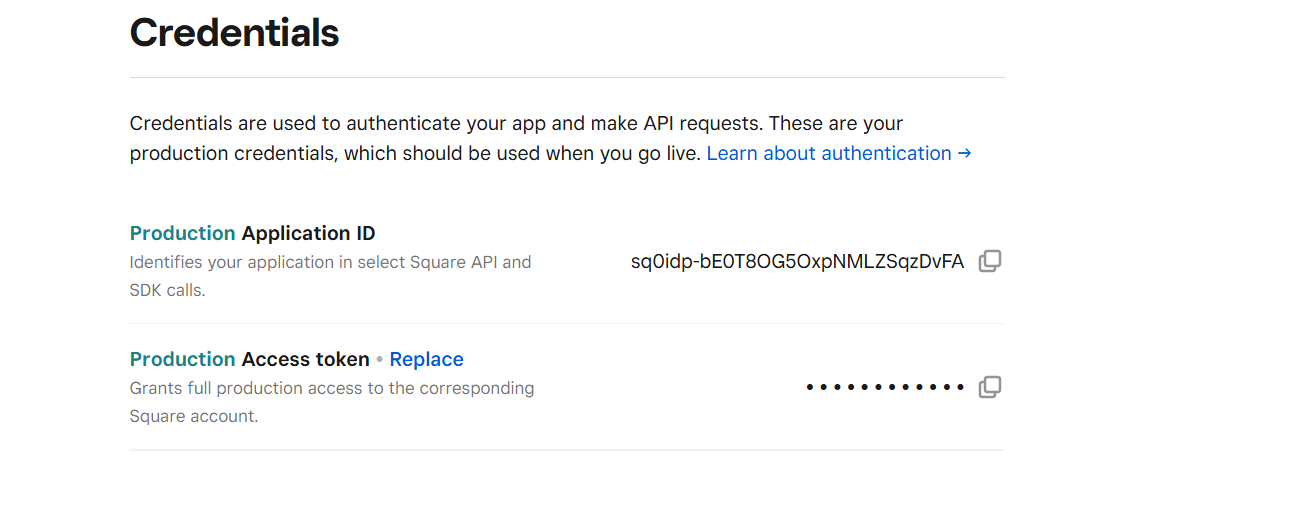 Credentials
Credentials are used to authenticate your app and make API requests. These are your
production credentials, which should be used when you go live. Learn about authentication →
Production Application ID
Identifies your application in select Square API and
SDK calls.
sq0idp-bE0T8OG5OxpNMLZSqzDvFA
Production Access token • Replace
Grants full production access to the corresponding
Square account.
••••••••••••